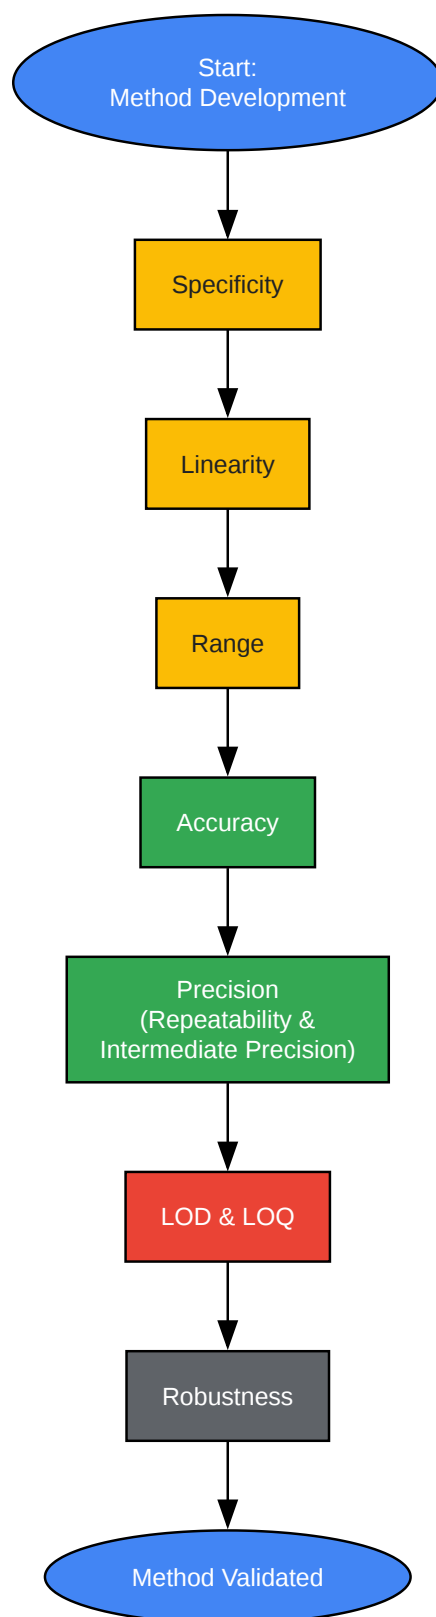 Start:
Method Development
Specificity
Linearity
Range
Accuracy
Precision
(Repeatability &
Intermediate Precision)
LOD & LOQ
Robustness
Method Validated